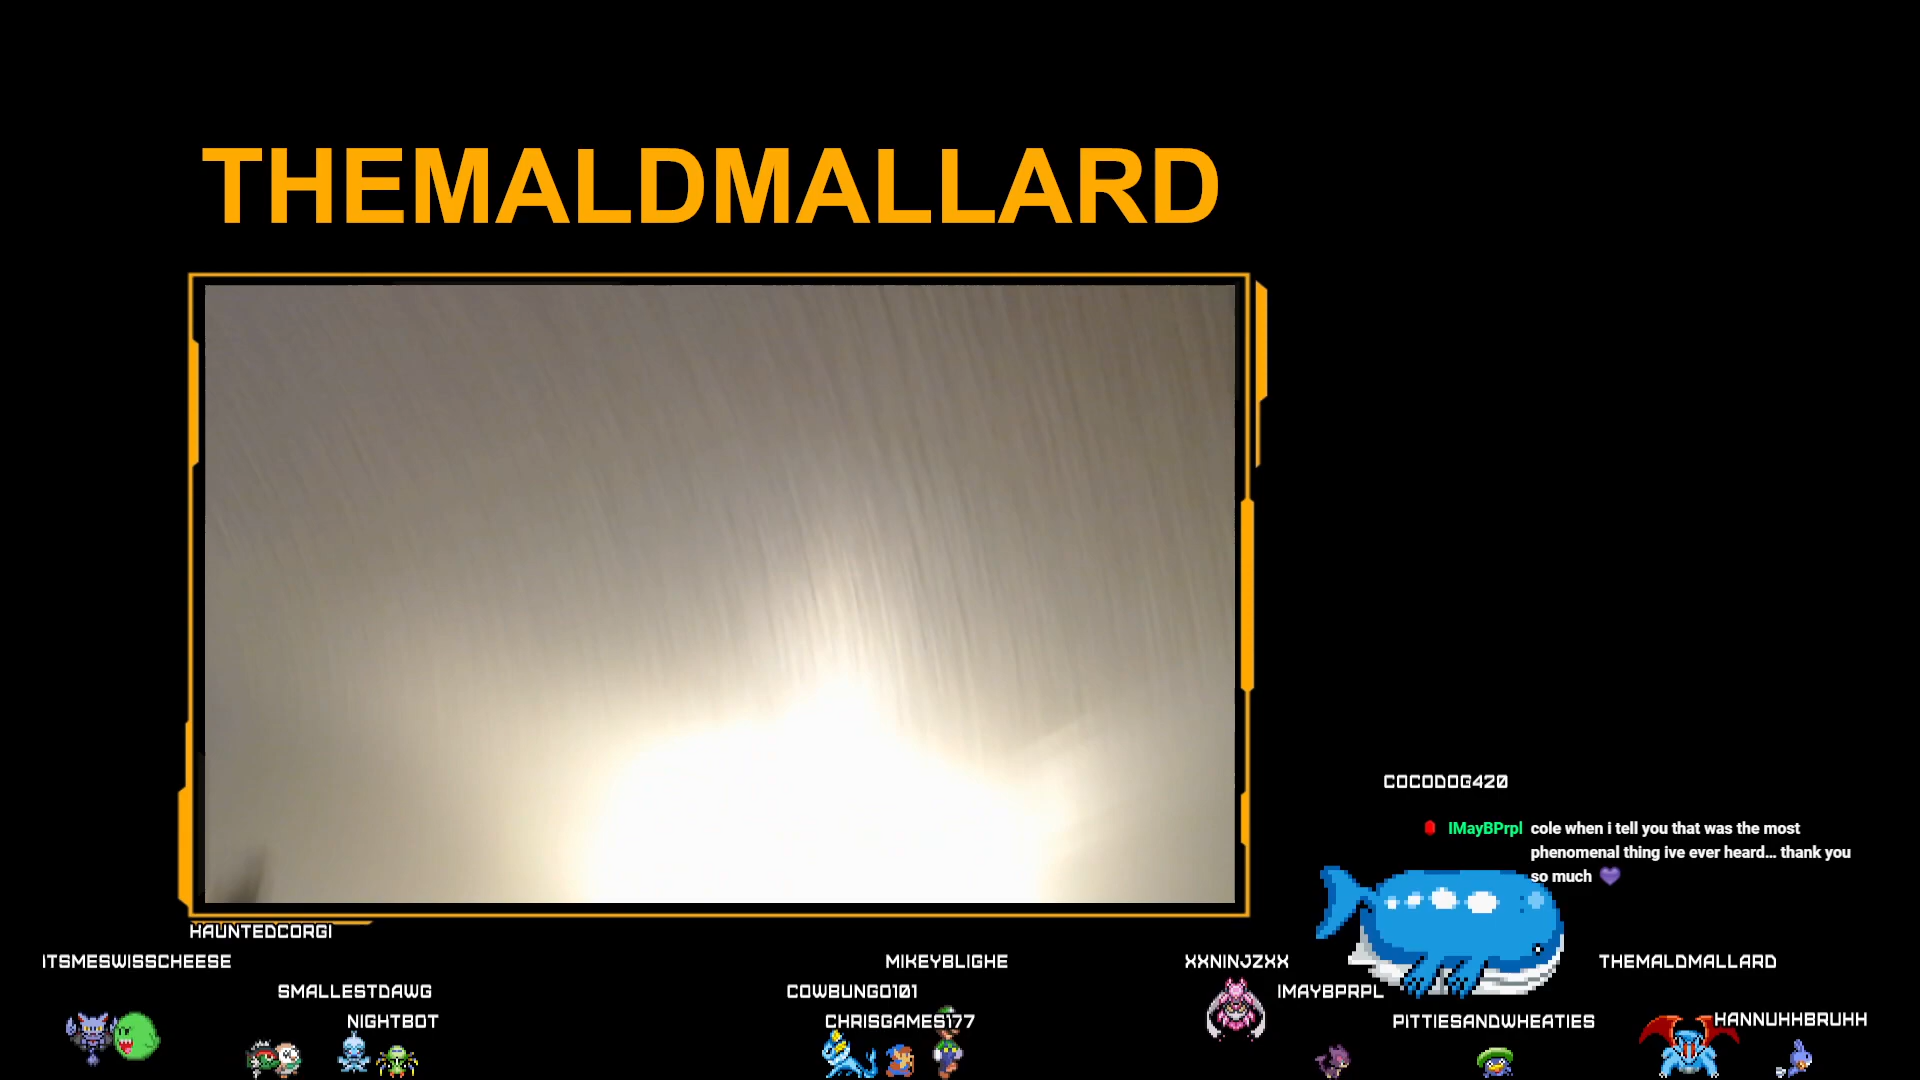 THEMALDMALLARD
COCODOG420
IMayBPrpl cole when i tell you that was the most
phenomenal thing ive ever heard... thank you
so much
HAUNTEDCORGI
ITSMESWISSCHEESE
MIKEYBLIGHE
XXNINJZXX
THEMALDMALLARD
SMALLESTDAWG
COWBUNGO101
IMAYBPRPL
NIGHTBOT
CHRISGAMES177
PITTIESANDWHEATIES
HANNUHHBRUHH